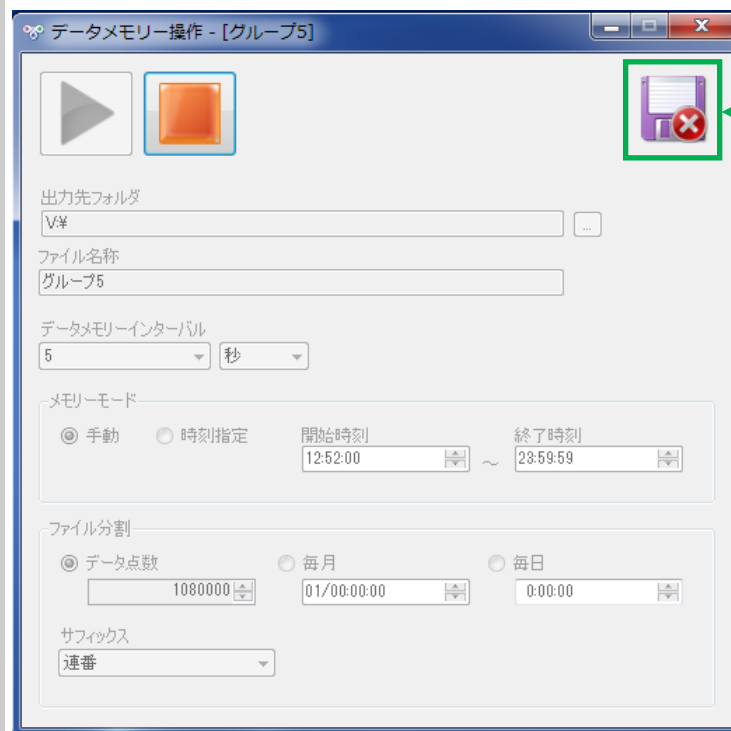 データメモリー操作 - [グループ5]
出力先フォルダ
V:¥
...
ファイル名称
グループ5
データメモリーインターバル
5 秒
メモリーモード
手動 時刻指定 開始時刻 終了時刻
12:52:00 ～ 23:59:59
ファイル分割
データ点数 毎月 毎日
1080000 01/00:00:00 0:00:00
サフィックス
連番